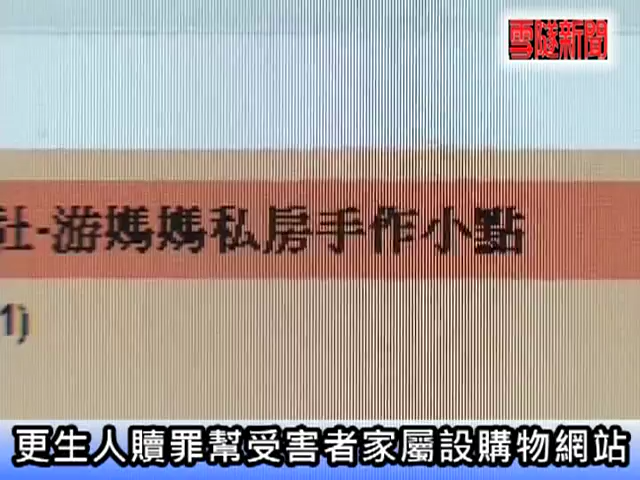 雪隧新聞
社-游媽媽私房手作小點
1)
更生人贖罪幫受害者家屬設購物網站